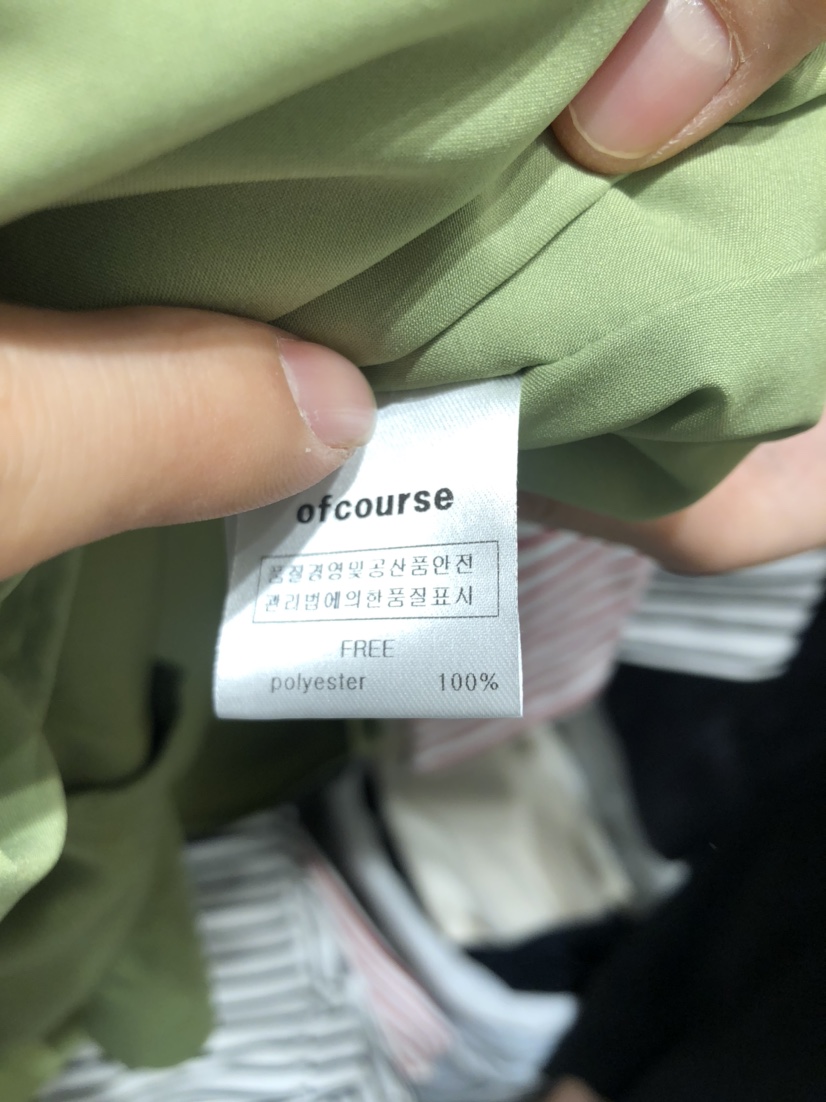 ofcourse
품질경영및공산품안전
관리법에의한품질표시
FREE
polyester 100%